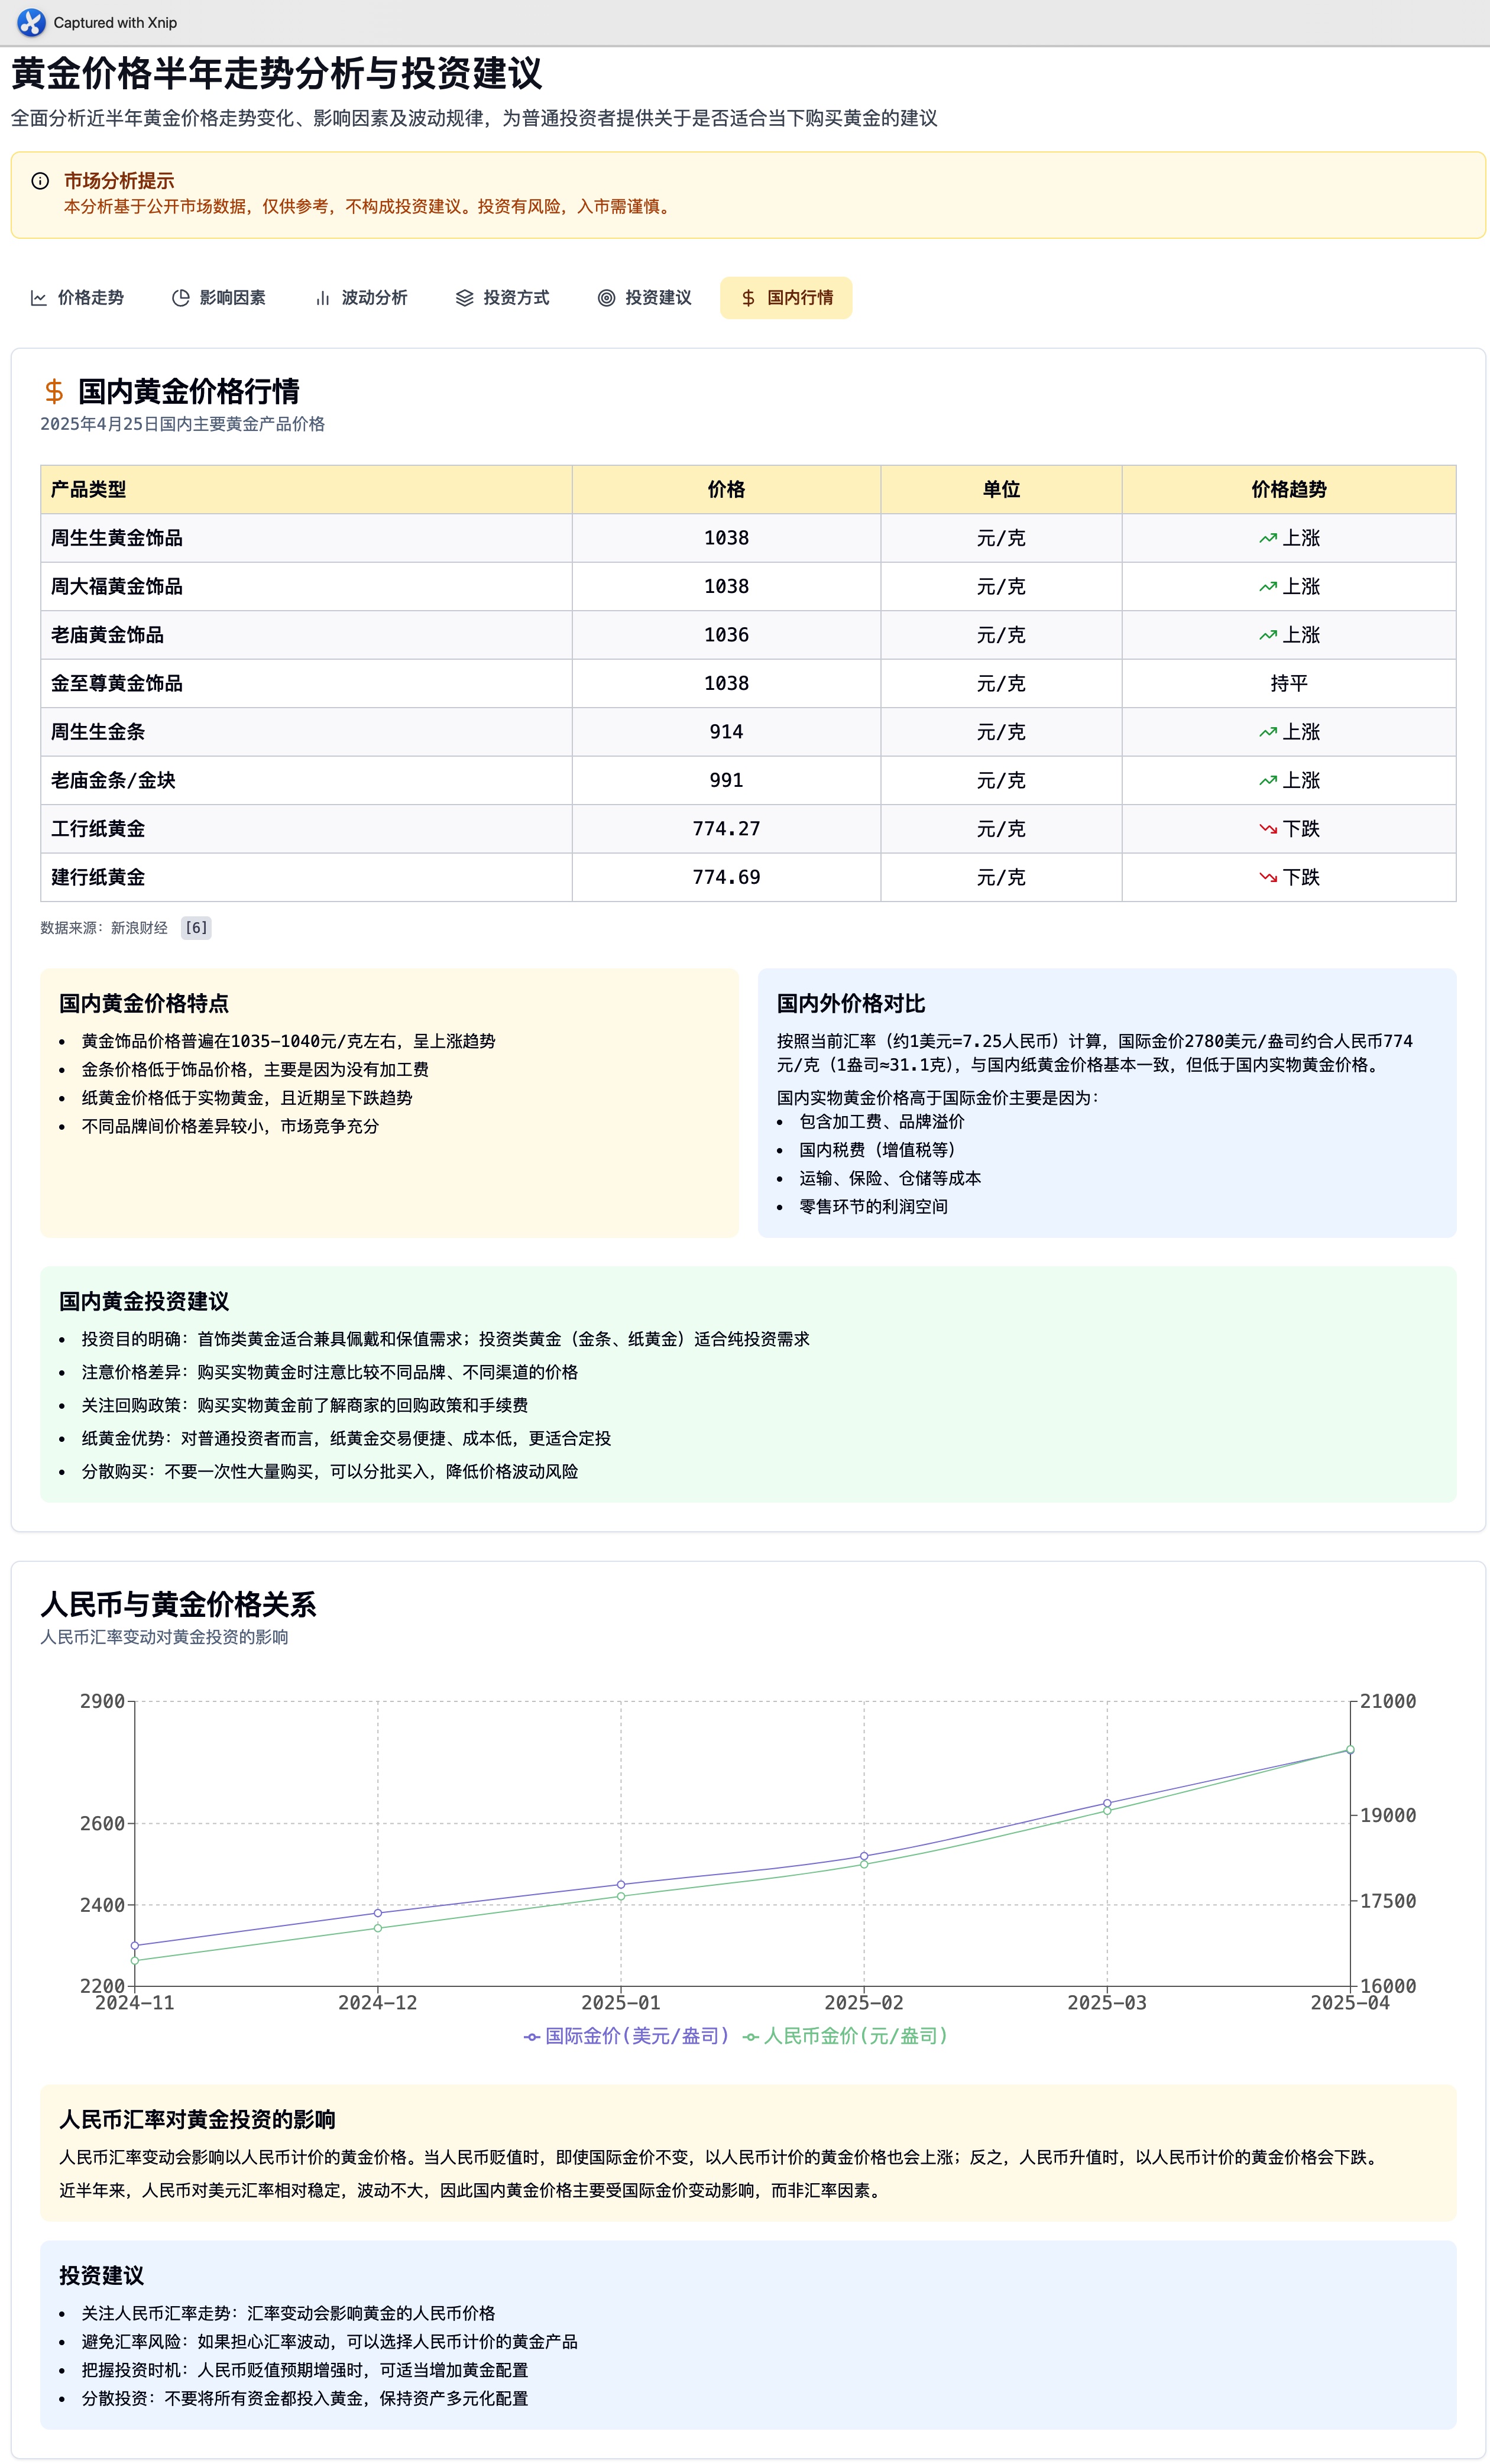 Captured with Xnip
黄金价格半年走势分析与投资建议
全面分析近半年黄金价格走势变化、影响因素及波动规律，为普通投资者提供关于是否适合当下购买黄金的建议
市场分析提示
本分析基于公开市场数据，仅供参考，不构成投资建议。投资有风险，入市需谨慎。
价格走势 影响因素 波动分析 投资方式 投资建议 国内行情
国内黄金价格行情
2025年4月25日国内主要黄金产品价格
产品类型 价格 单位 价格趋势
周生生黄金饰品 1038 元/克 上涨
周大福黄金饰品 1038 元/克 上涨
老庙黄金饰品 1036 元/克 上涨
金至尊黄金饰品 1038 元/克 持平
周生生金条 914 元/克 上涨
老庙金条/金块 991 元/克 上涨
工行纸黄金 774.27 元/克 下跌
建行纸黄金 774.69 元/克 下跌
数据来源：新浪财经 [6]
国内黄金价格特点
• 黄金饰品价格普遍在1035-1040元/克左右，呈上涨趋势
• 金条价格低于饰品价格，主要是因为没有加工费
• 纸黄金价格低于实物黄金，且近期呈下跌趋势
• 不同品牌间价格差异较小，市场竞争充分
国内外价格对比
按照当前汇率（约1美元=7.25人民币）计算，国际金价2780美元/盎司约合人民币774
元/克（1盎司≈31.1克），与国内纸黄金价格基本一致，但低于国内实物黄金价格。
国内实物黄金价格高于国际金价主要是因为：
• 包含加工费、品牌溢价
• 国内税费（增值税等）
• 运输、保险、仓储等成本
• 零售环节的利润空间
国内黄金投资建议
• 投资目的明确：首饰类黄金适合兼具佩戴和保值需求；投资类黄金（金条、纸黄金）适合纯投资需求
• 注意价格差异：购买实物黄金时注意比较不同品牌、不同渠道的价格
• 关注回购政策：购买实物黄金前了解商家的回购政策和手续费
• 纸黄金优势：对普通投资者而言，纸黄金交易便捷、成本低，更适合定投
• 分散购买：不要一次性大量购买，可以分批买入，降低价格波动风险
人民币与黄金价格关系
人民币汇率变动对黄金投资的影响
2900 21000
2600 19000
2400 17500
2200 16000
2024-11 2024-12 2025-01 2025-02 2025-03 2025-04
国际金价(美元/盎司) 人民币金价(元/盎司)
人民币汇率对黄金投资的影响
人民币汇率变动会影响以人民币计价的黄金价格。当人民币贬值时，即使国际金价不变，以人民币计价的黄金价格也会上涨；反之，人民币升值时，以人民币计价的黄金价格会下跌。
近半年来，人民币对美元汇率相对稳定，波动不大，因此国内黄金价格主要受国际金价变动影响，而非汇率因素。
投资建议
• 关注人民币汇率走势：汇率变动会影响黄金的人民币价格
• 避免汇率风险：如果担心汇率波动，可以选择人民币计价的黄金产品
• 把握投资时机：人民币贬值预期增强时，可适当增加黄金配置
• 分散投资：不要将所有资金都投入黄金，保持资产多元化配置